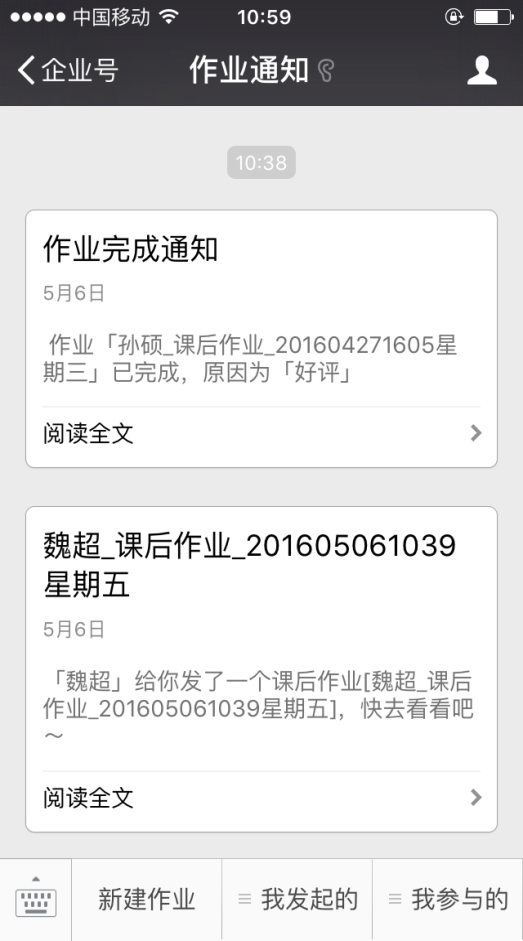 中国移动 10:59
企业号 作业通知
10:38
作业完成通知
5月6日
作业「孙硕_课后作业_201604271605星
期三」已完成，原因为「好评」
阅读全文
魏超_课后作业_201605061039
星期五
5月6日
「魏超」给你发了一个课后作业[魏超_课后
作业_201605061039星期五]，快去看看吧
～
阅读全文
新建作业 我发起的 我参与的